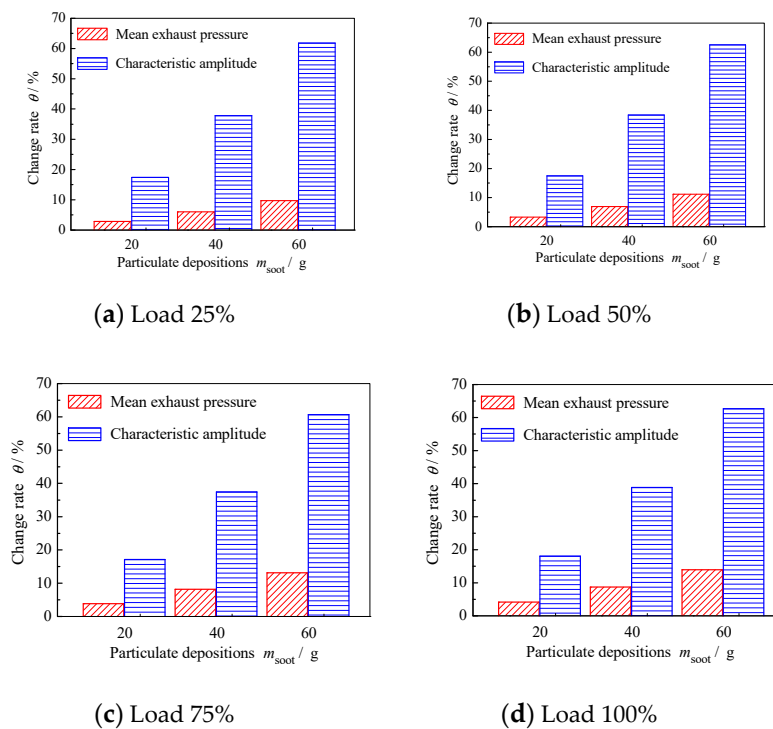 70
60
50
40
30
20
10
0
Change rate θ / %
Mean exhaust pressure
Characteristic amplitude
20 40 60
Particulate depositions m_soot / g
(a) Load 25%
70
60
50
40
30
20
10
0
Change rate θ / %
Mean exhaust pressure
Characteristic amplitude
20 40 60
Particulate depositions m_soot / g
(b) Load 50%
70
60
50
40
30
20
10
0
Change rate θ / %
Mean exhaust pressure
Characteristic amplitude
20 40 60
Particulate depositions m_soot / g
(c) Load 75%
70
60
50
40
30
20
10
0
Change rate θ / %
Mean exhaust pressure
Characteristic amplitude
20 40 60
Particulate depositions m_soot / g
(d) Load 100%